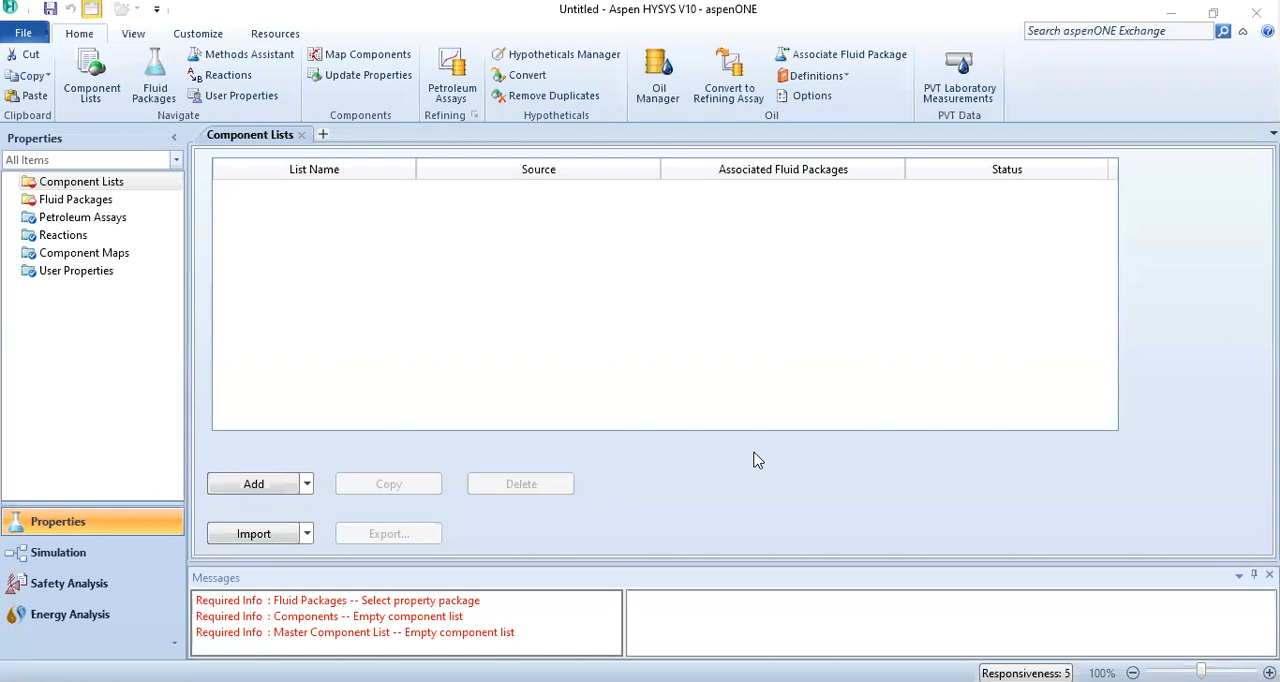 Untitled - Aspen HYSYS V10 - aspenONE
File Home View Customize Resources
Search aspenONE Exchange
Cut
Copy
Paste
Clipboard
Component Lists
Fluid Packages
Methods Assistant
Reactions
User Properties
Navigate
Map Components
Update Properties
Components
Petroleum Assays
Refining
Hypotheticals Manager
Convert
Remove Duplicates
Hypotheticals
Oil Manager
Convert to Refining Assay
Associate Fluid Package
Definitions
Options
Oil
PVT Laboratory Measurements
PVT Data
Properties
All Items
Component Lists
Fluid Packages
Petroleum Assays
Reactions
Component Maps
User Properties
Properties
Simulation
Safety Analysis
Energy Analysis
Component Lists
List Name Source Associated Fluid Packages Status
Add Copy Delete
Import Export...
Messages
Required Info : Fluid Packages -- Select property package
Required Info : Components -- Empty component list
Required Info : Master Component List -- Empty component list
Responsiveness: 5 100%